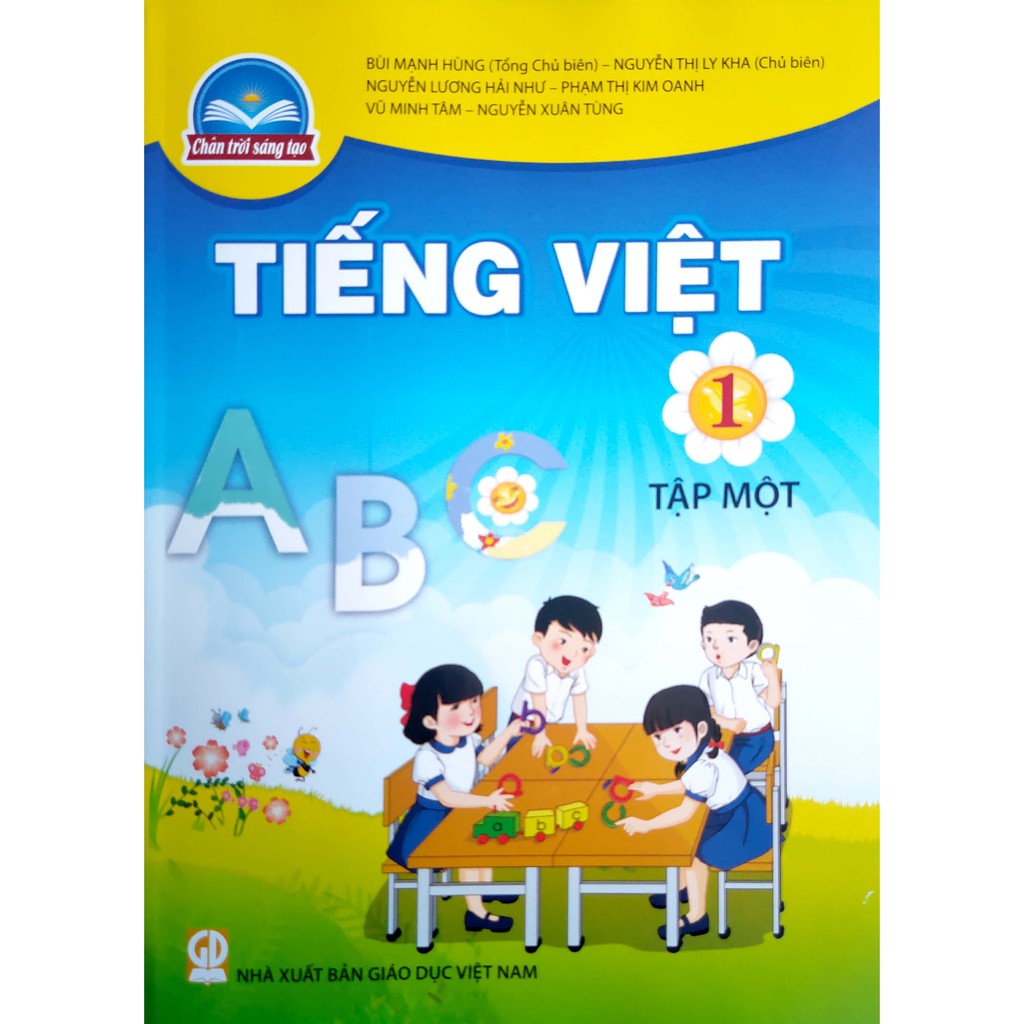 BÙI MẠNH HÙNG (Tổng Chủ biên) – NGUYỄN THỊ LY KHA (Chủ biên)
NGUYỄN LƯƠNG HẢI NHƯ – PHẠM THỊ KIM OANH
VŨ MINH TÂM – NGUYỄN XUÂN TÙNG
Chân trời sáng tạo
TIẾNG VIỆT
1
TẬP MỘT
A B C
a
b
a b c
a
a
c
a b a
GD
NHÀ XUẤT BẢN GIÁO DỤC VIỆT NAM